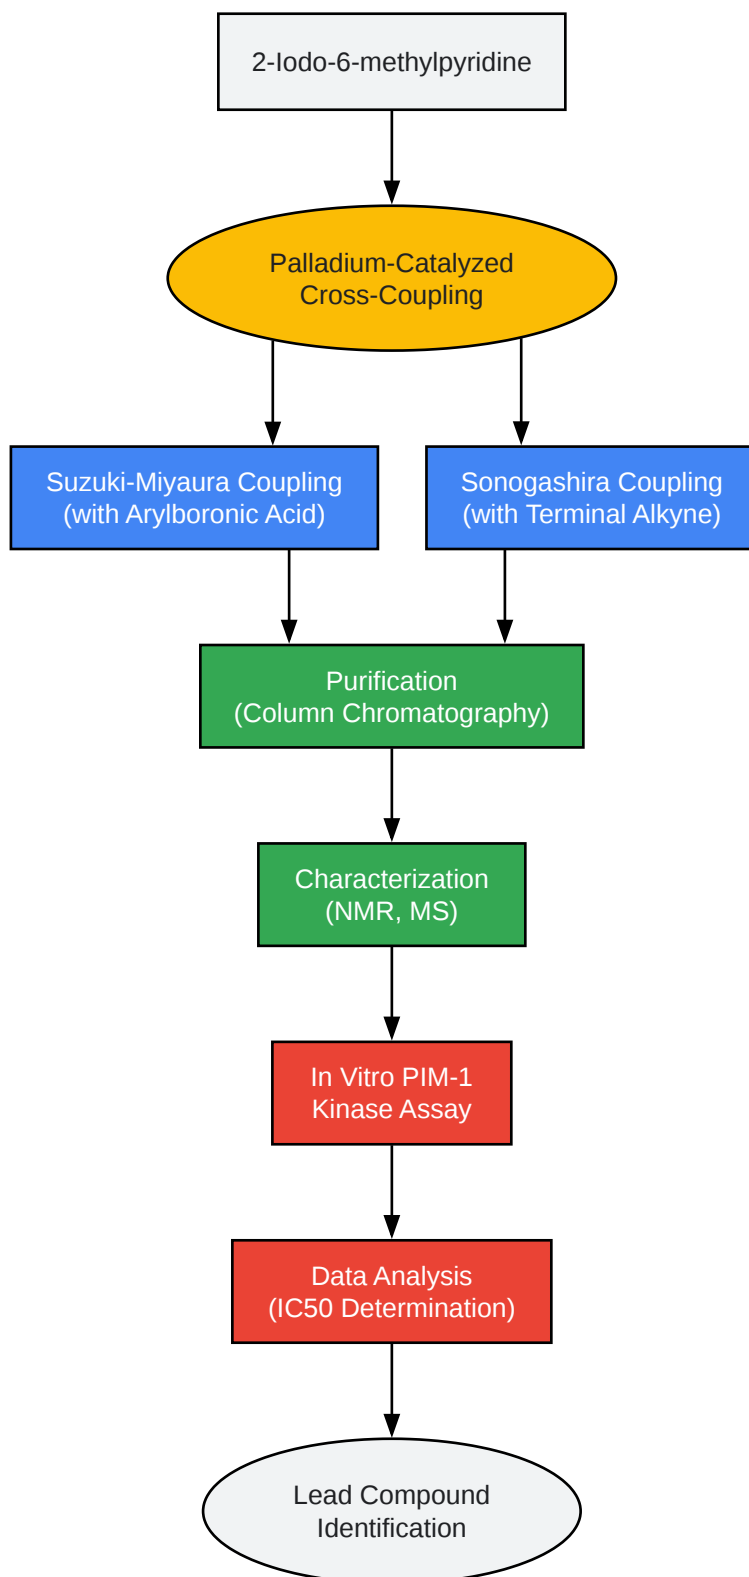 2-Iodo-6-methylpyridine
Palladium-Catalyzed
Cross-Coupling
Suzuki-Miyaura Coupling
(with Arylboronic Acid)
Sonogashira Coupling
(with Terminal Alkyne)
Purification
(Column Chromatography)
Characterization
(NMR, MS)
In Vitro PIM-1
Kinase Assay
Data Analysis
(IC50 Determination)
Lead Compound
Identification